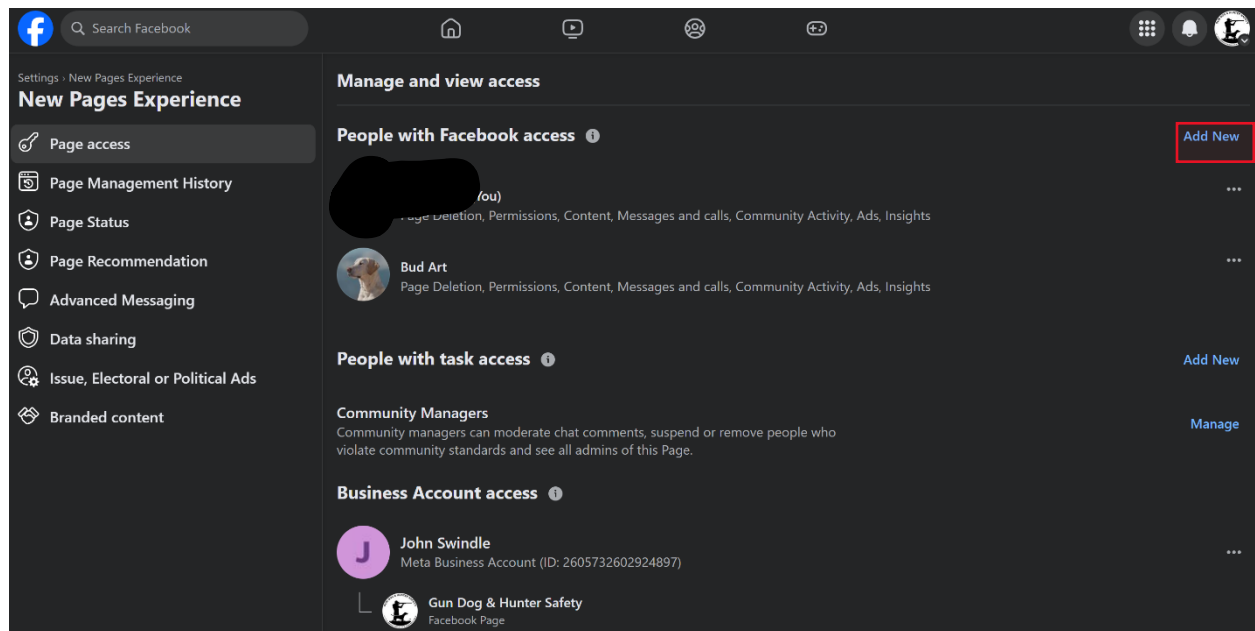 Search Facebook
Settings › New Pages Experience
New Pages Experience
Page access
Page Management History
Page Status
Page Recommendation
Advanced Messaging
Data sharing
Issue, Electoral or Political Ads
Branded content
Manage and view access
People with Facebook access
Add New
You)
Page Deletion, Permissions, Content, Messages and calls, Community Activity, Ads, Insights
Bud Art
Page Deletion, Permissions, Content, Messages and calls, Community Activity, Ads, Insights
People with task access
Add New
Community Managers
Community managers can moderate chat comments, suspend or remove people who
violate community standards and see all admins of this Page.
Manage
Business Account access
J
John Swindle
Meta Business Account (ID: 2605732602924897)
Gun Dog & Hunter Safety
Facebook Page